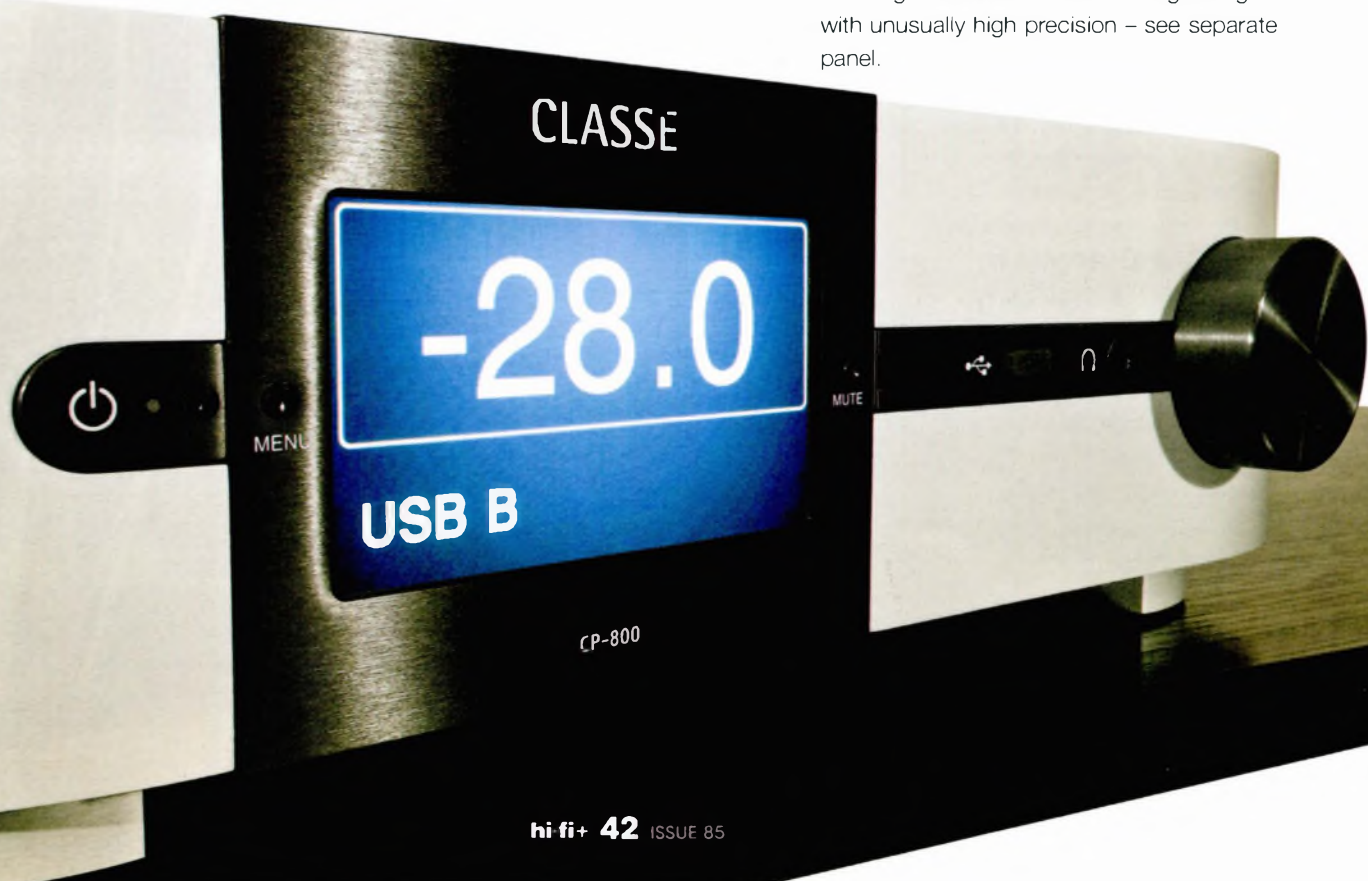 with unusually high precision – see separate
panel.
CLASSE
-28.0
MENU
MUTE
USB B
CP-800
hi-fi+ 42 ISSUE 85